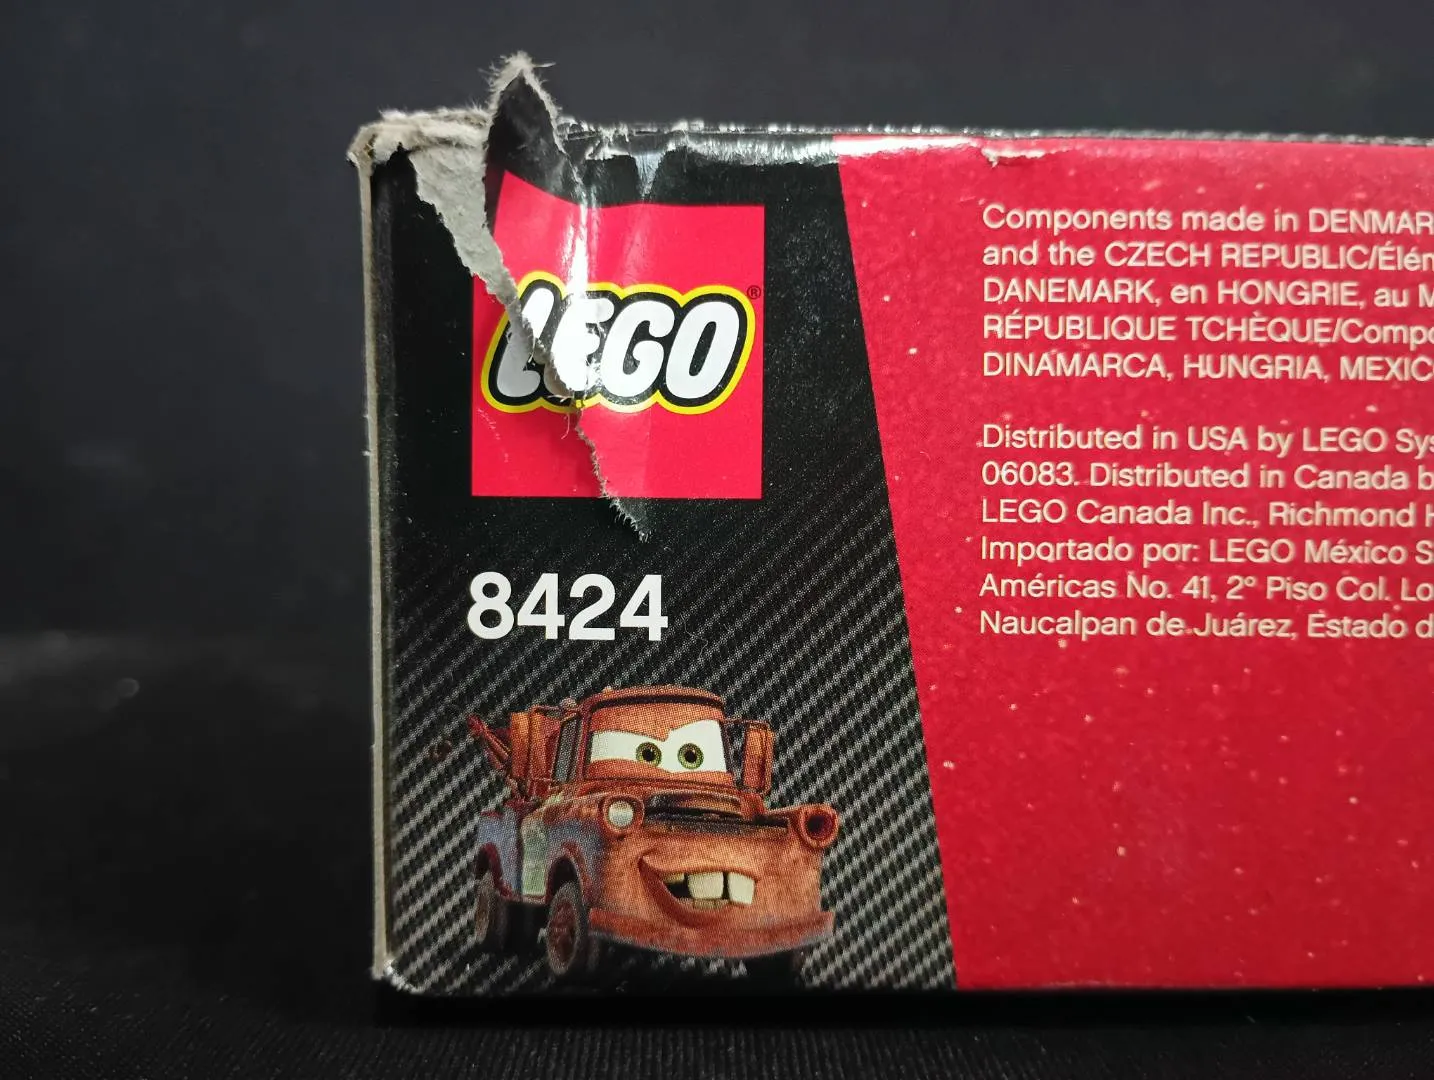 LEGO ®
8424
Components made in DENMAR
and the CZECH REPUBLIC/Élém
DANEMARK, en HONGRIE, au M
RÉPUBLIQUE TCHÈQUE/Compo
DINAMARCA, HUNGRIA, MEXIC
Distributed in USA by LEGO Sys
06083. Distributed in Canada b
LEGO Canada Inc., Richmond H
Importado por: LEGO México S
Américas No. 41, 2° Piso Col. Lo
Naucalpan de Juárez, Estado d